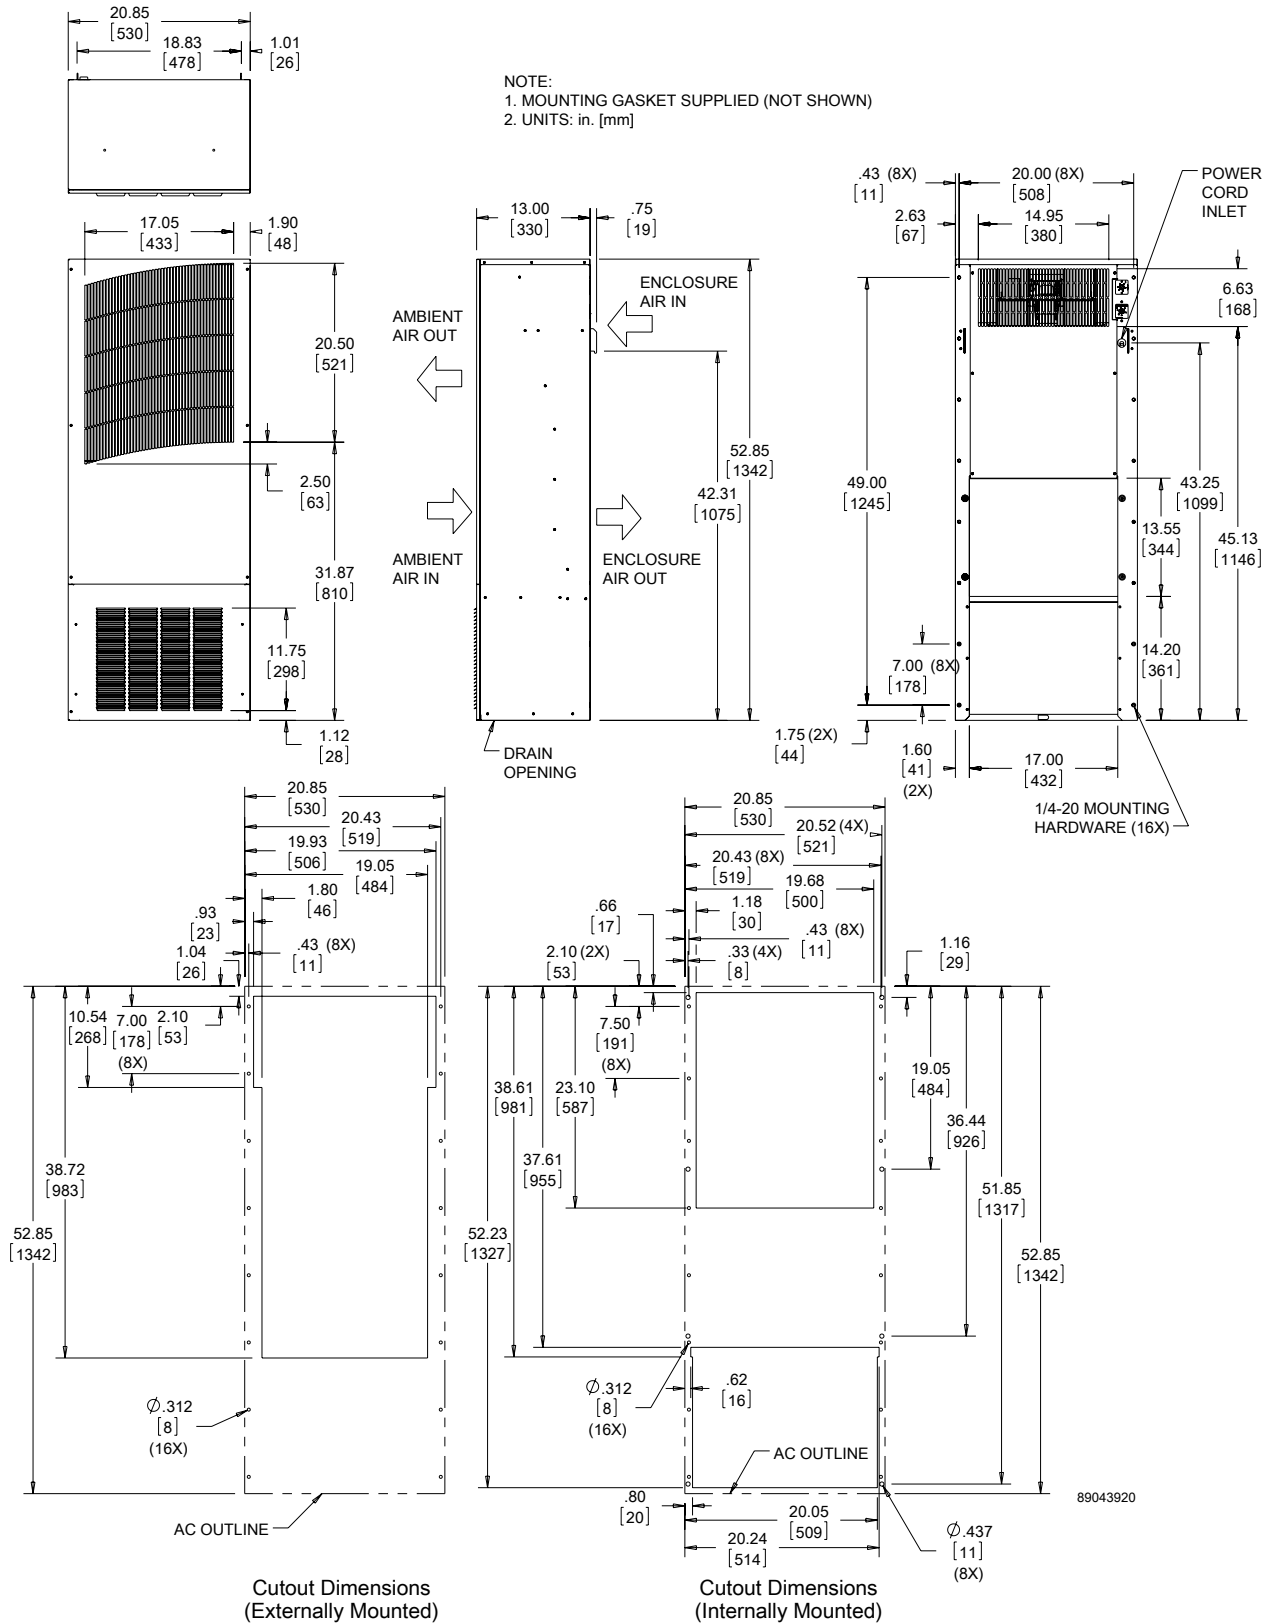 20.85
[530]
18.83
[478]
1.01
[26]
NOTE:
1. MOUNTING GASKET SUPPLIED (NOT SHOWN)
2. UNITS: in. [mm]
17.05
[433]
1.90
[48]
20.50
[521]
2.50
[63]
31.87
[810]
11.75
[298]
1.12
[28]
13.00
[330]
.75
[19]
ENCLOSURE
AIR IN
AMBIENT
AIR OUT
52.85
[1342]
42.31
[1075]
AMBIENT
AIR IN
ENCLOSURE
AIR OUT
DRAIN
OPENING
.43 (8X)
[11]
20.00 (8X)
[508]
POWER
CORD
INLET
2.63
[67]
14.95
[380]
6.63
[168]
49.00
[1245]
43.25
[1099]
13.55
[344]
45.13
[1146]
7.00 (8X)
[178]
14.20
[361]
1.75 (2X)
[44]
1.60
[41]
(2X)
17.00
[432]
1/4-20 MOUNTING
HARDWARE (16X)
20.85
[530]
20.43
[519]
19.93
[506]
19.05
[484]
1.80
[46]
.93
[23]
1.04
[26]
.43 (8X)
[11]
10.54
[268]
7.00
[178]
(8X)
2.10
[53]
38.72
[983]
52.85
[1342]
Ø.312
[8]
(16X)
AC OUTLINE
Cutout Dimensions
(Externally Mounted)
20.85
[530]
20.52 (4X)
[521]
20.43 (8X)
[519]
19.68
[500]
.66
[17]
1.18
[30]
.43 (8X)
[11]
2.10 (2X)
[53]
.33 (4X)
[8]
1.16
[29]
7.50
[191]
(8X)
38.61
[981]
23.10
[587]
19.05
[484]
36.44
[926]
37.61
[955]
51.85
[1317]
52.23
[1327]
52.85
[1342]
Ø.312
[8]
(16X)
.62
[16]
AC OUTLINE
.80
[20]
20.05
[509]
20.24
[514]
Ø.437
[11]
(8X)
89043920
Cutout Dimensions
(Internally Mounted)